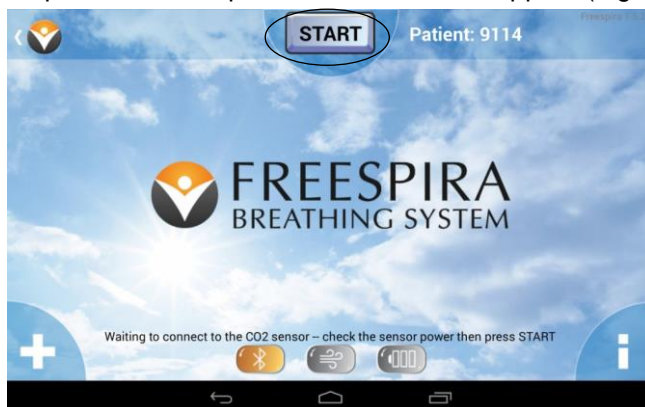 START
Patient: 9114
FREESPIRA
BREATHING SYSTEM
Waiting to connect to the CO2 sensor -- check the sensor power then press START